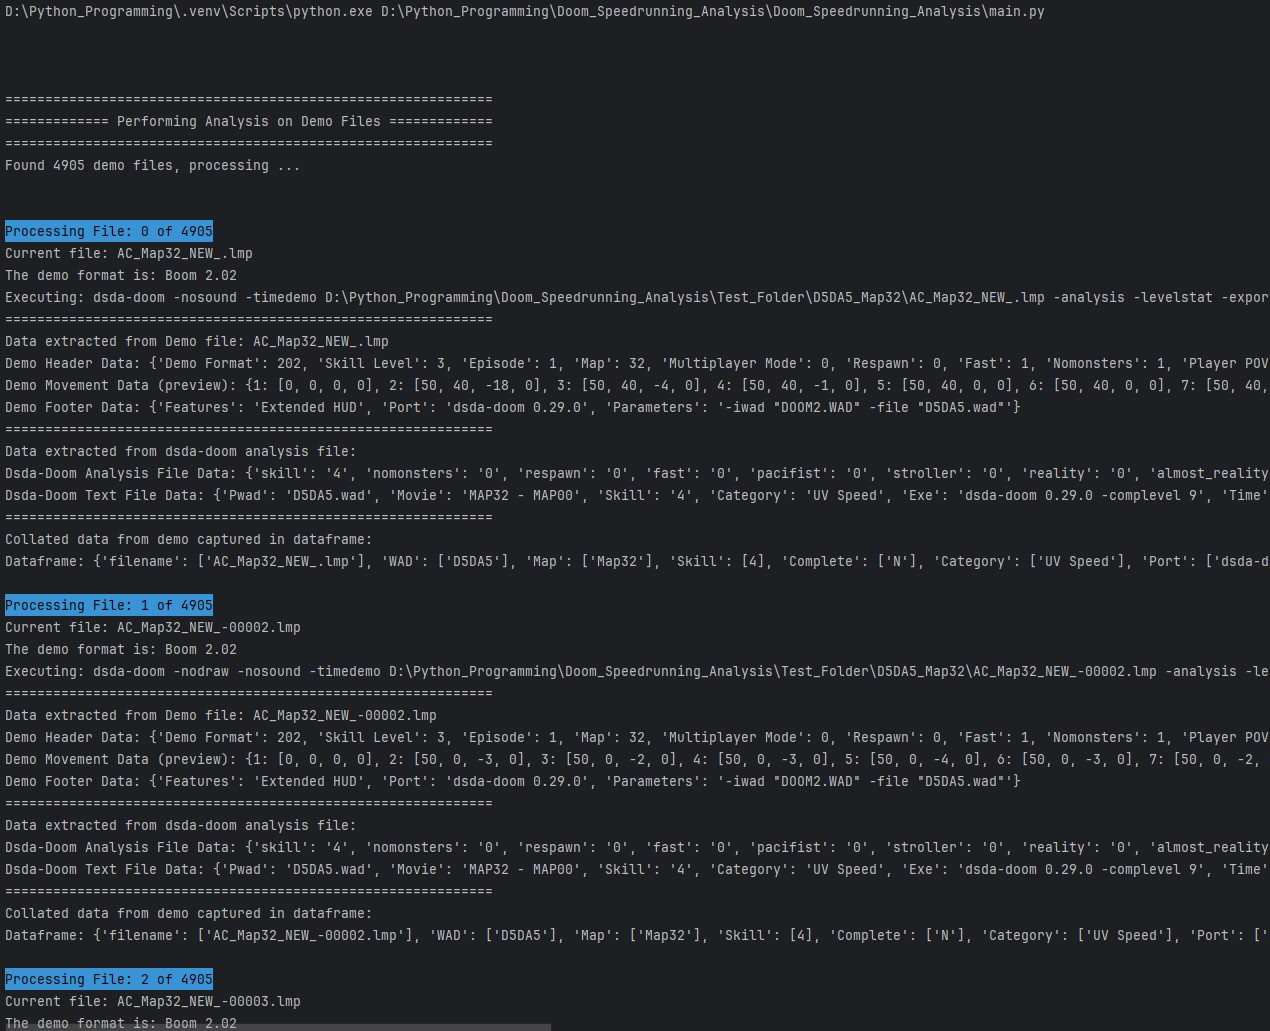 D:\Python_Programming\.venv\Scripts\python.exe D:\Python_Programming\Doom_Speedrunning_Analysis\Doom_Speedrunning_Analysis\main.py
=============================================================
============= Performing Analysis on Demo Files =============
=============================================================
Found 4905 demo files, processing ...
Processing File: 0 of 4905
Current file: AC_Map32_NEW_.lmp
The demo format is: Boom 2.02
Executing: dsda-doom -nosound -timedemo D:\Python_Programming\Doom_Speedrunning_Analysis\Test_Folder\D5DA5_Map32\AC_Map32_NEW_.lmp -analysis -levelstat -expor
=============================================================
Data extracted from Demo file: AC_Map32_NEW_.lmp
Demo Header Data: {'Demo Format': 202, 'Skill Level': 3, 'Episode': 1, 'Map': 32, 'Multiplayer Mode': 0, 'Respawn': 0, 'Fast': 1, 'Nomonsters': 1, 'Player POV
Demo Movement Data (preview): {1: [0, 0, 0, 0], 2: [50, 40, -18, 0], 3: [50, 40, -4, 0], 4: [50, 40, -1, 0], 5: [50, 40, 0, 0], 6: [50, 40, 0, 0], 7: [50, 40,
Demo Footer Data: {'Features': 'Extended HUD', 'Port': 'dsda-doom 0.29.0', 'Parameters': '-iwad "DOOM2.WAD" -file "D5DA5.wad"'}
=============================================================
Data extracted from dsda-doom analysis file:
Dsda-Doom Analysis File Data: {'skill': '4', 'nomonsters': '0', 'respawn': '0', 'fast': '0', 'pacifist': '0', 'stroller': '0', 'reality': '0', 'almost_reality
Dsda-Doom Text File Data: {'Pwad': 'D5DA5.wad', 'Movie': 'MAP32 - MAP00', 'Skill': '4', 'Category': 'UV Speed', 'Exe': 'dsda-doom 0.29.0 -complevel 9', 'Time'
=============================================================
Collated data from demo captured in dataframe:
Dataframe: {'filename': ['AC_Map32_NEW_.lmp'], 'WAD': ['D5DA5'], 'Map': ['Map32'], 'Skill': [4], 'Complete': ['N'], 'Category': ['UV Speed'], 'Port': ['dsda-d
Processing File: 1 of 4905
Current file: AC_Map32_NEW_-00002.lmp
The demo format is: Boom 2.02
Executing: dsda-doom -nodraw -nosound -timedemo D:\Python_Programming\Doom_Speedrunning_Analysis\Test_Folder\D5DA5_Map32\AC_Map32_NEW_-00002.lmp -analysis -le
=============================================================
Data extracted from Demo file: AC_Map32_NEW_-00002.lmp
Demo Header Data: {'Demo Format': 202, 'Skill Level': 3, 'Episode': 1, 'Map': 32, 'Multiplayer Mode': 0, 'Respawn': 0, 'Fast': 1, 'Nomonsters': 1, 'Player POV
Demo Movement Data (preview): {1: [0, 0, 0, 0], 2: [50, 0, -3, 0], 3: [50, 0, -2, 0], 4: [50, 0, -3, 0], 5: [50, 0, -4, 0], 6: [50, 0, -3, 0], 7: [50, 0, -2,
Demo Footer Data: {'Features': 'Extended HUD', 'Port': 'dsda-doom 0.29.0', 'Parameters': '-iwad "DOOM2.WAD" -file "D5DA5.wad"'}
=============================================================
Data extracted from dsda-doom analysis file:
Dsda-Doom Analysis File Data: {'skill': '4', 'nomonsters': '0', 'respawn': '0', 'fast': '0', 'pacifist': '0', 'stroller': '0', 'reality': '0', 'almost_reality
Dsda-Doom Text File Data: {'Pwad': 'D5DA5.wad', 'Movie': 'MAP32 - MAP00', 'Skill': '4', 'Category': 'UV Speed', 'Exe': 'dsda-doom 0.29.0 -complevel 9', 'Time'
=============================================================
Collated data from demo captured in dataframe:
Dataframe: {'filename': ['AC_Map32_NEW_-00002.lmp'], 'WAD': ['D5DA5'], 'Map': ['Map32'], 'Skill': [4], 'Complete': ['N'], 'Category': ['UV Speed'], 'Port': ['
Processing File: 2 of 4905
Current file: AC_Map32_NEW_-00003.lmp
The demo format is: Boom 2.02